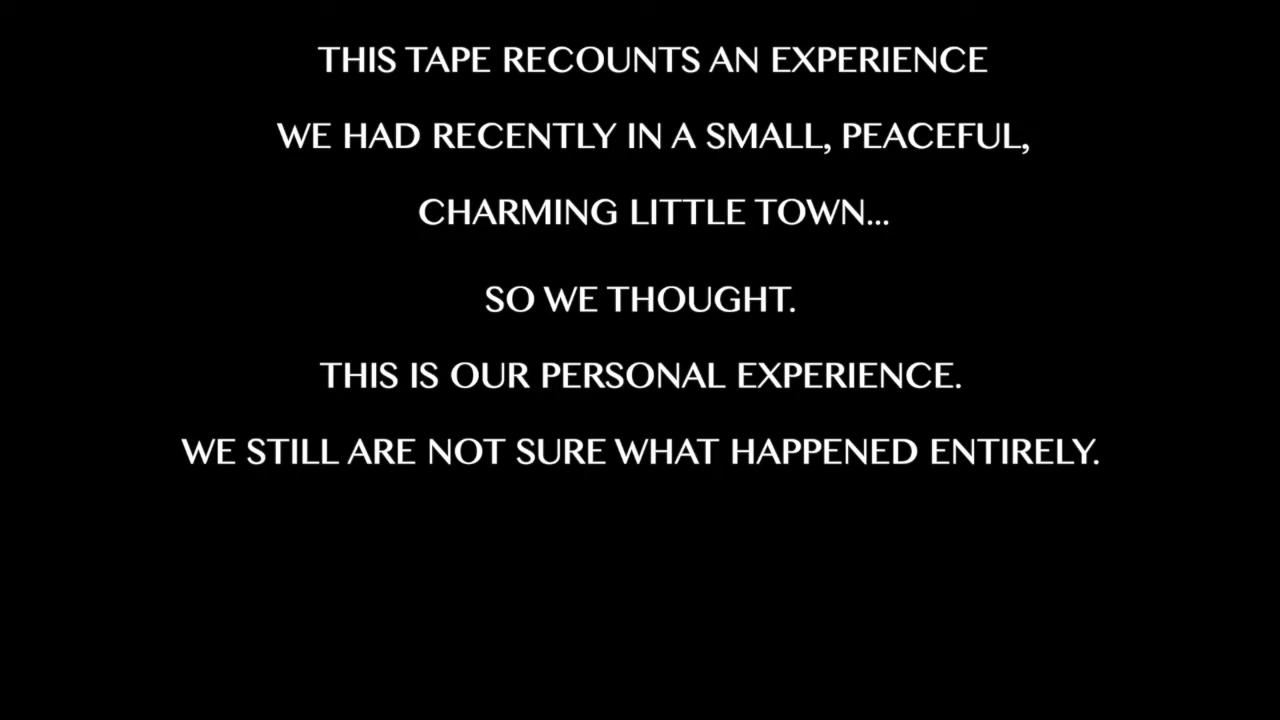 THIS TAPE RECOUNTS AN EXPERIENCE
WE HAD RECENTLY IN A SMALL, PEACEFUL,
CHARMING LITTLE TOWN...
SO WE THOUGHT.
THIS IS OUR PERSONAL EXPERIENCE.
WE STILL ARE NOT SURE WHAT HAPPENED ENTIRELY.